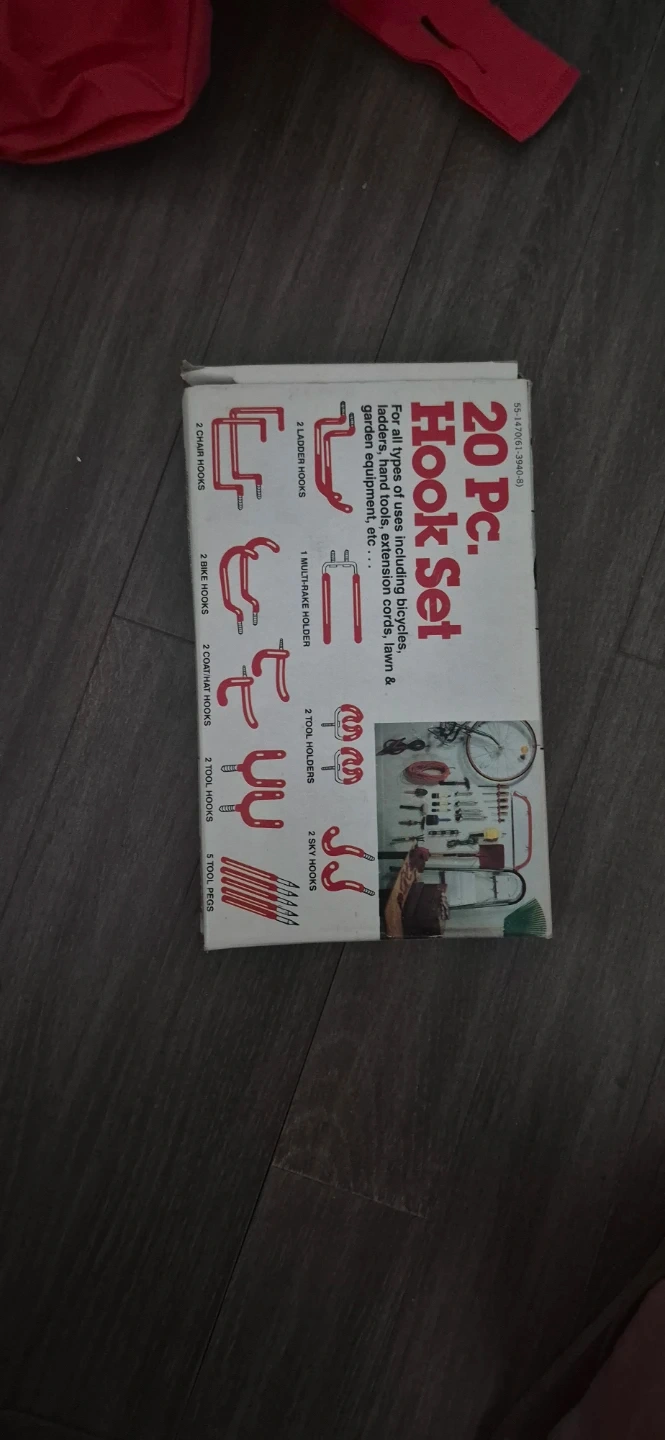 55-1470(61-3940-8)
20 Pc.
Hook Set
For all types of uses including bicycles,
ladders, hand tools, extension cords, lawn &
garden equipment, etc . . .
2 LADDER HOOKS
1 MULTI-RAKE HOLDER
2 TOOL HOLDERS
2 SKY HOOKS
2 CHAIR HOOKS
2 BIKE HOOKS
2 COAT/HAT HOOKS
2 TOOL HOOKS
5 TOOL PEGS